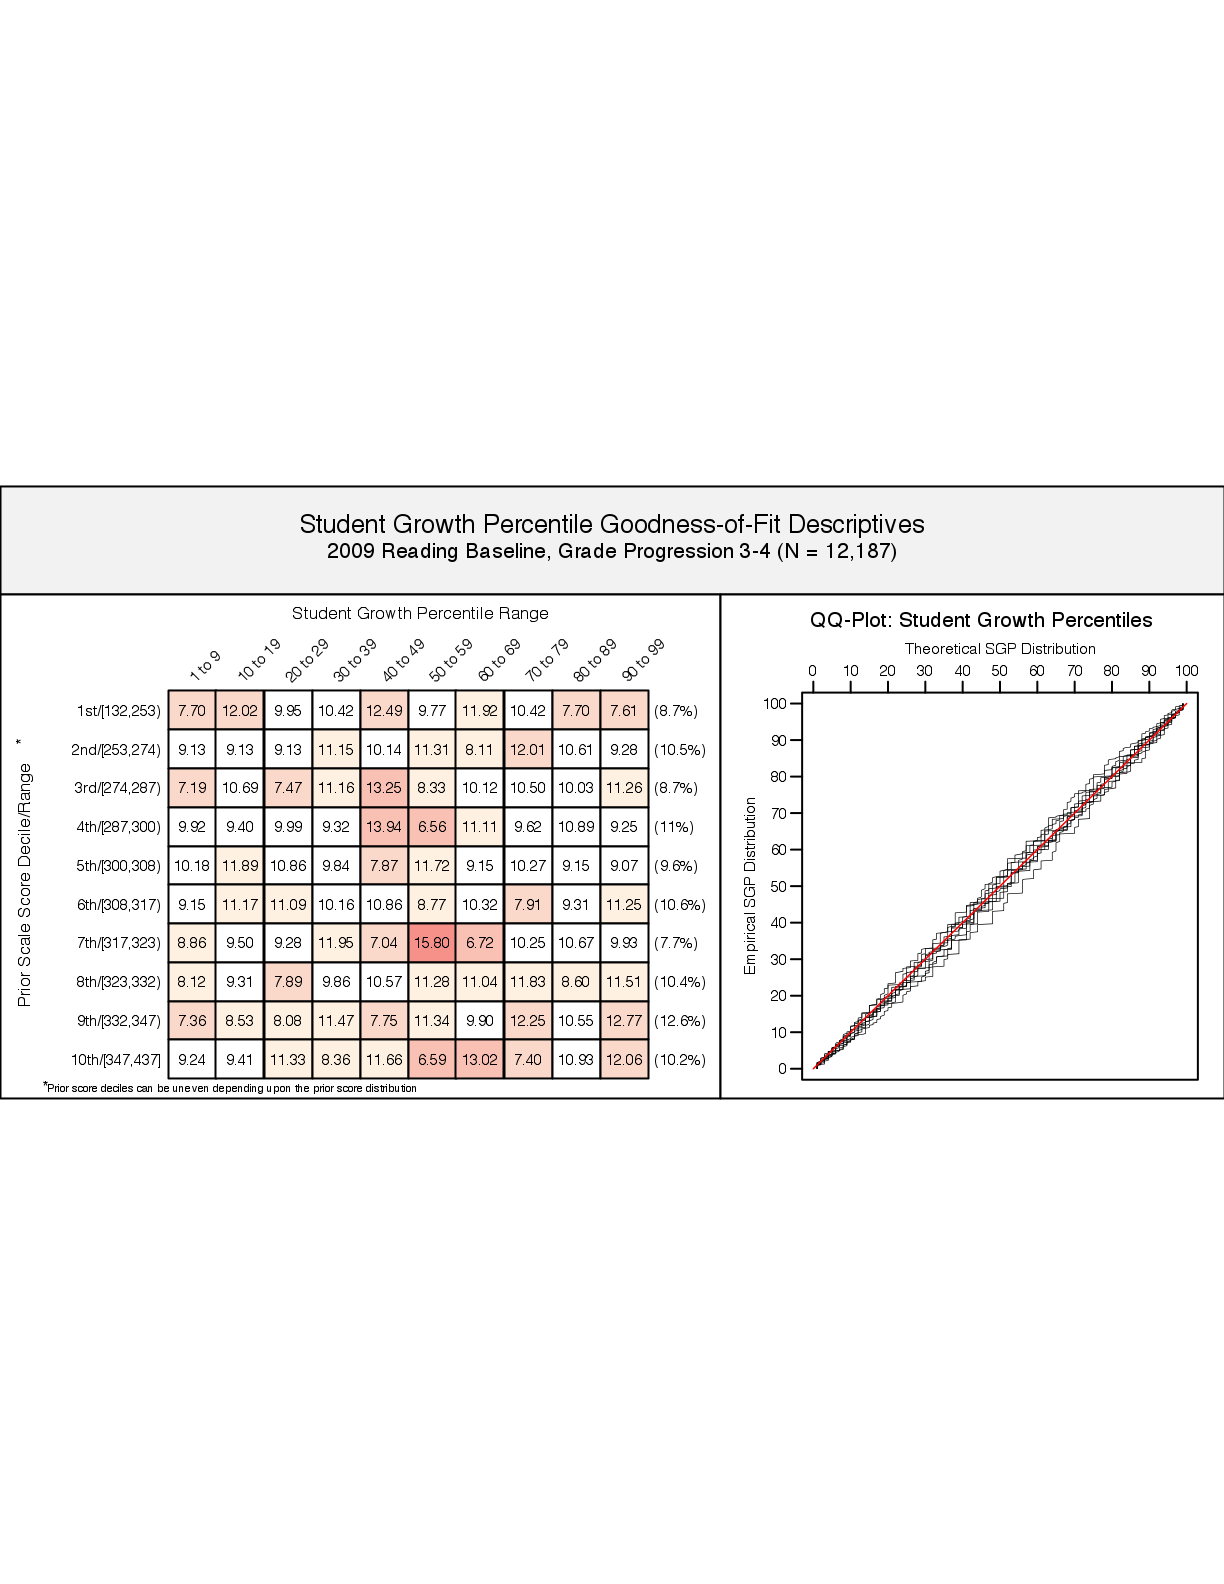 Student Growth Percentile Goodness-of-Fit Descriptives
2009 Reading Baseline, Grade Progression 3-4 (N = 12,187)
Student Growth Percentile Range
1 to 9 10 to 19 20 to 29 30 to 39 40 to 49 50 to 59 60 to 69 70 to 79 80 to 89 90 to 99
Prior Scale Score Decile/Range *
1st/[132,253) 7.70 12.02 9.95 10.42 12.49 9.77 11.92 10.42 7.70 7.61 (8.7%)
2nd/[253,274) 9.13 9.13 9.13 11.15 10.14 11.31 8.11 12.01 10.61 9.28 (10.5%)
3rd/[274,287) 7.19 10.69 7.47 11.16 13.25 8.33 10.12 10.50 10.03 11.26 (8.7%)
4th/[287,300) 9.92 9.40 9.99 9.32 13.94 6.56 11.11 9.62 10.89 9.25 (11%)
5th/[300,308) 10.18 11.89 10.86 9.84 7.87 11.72 9.15 10.27 9.15 9.07 (9.6%)
6th/[308,317) 9.15 11.17 11.09 10.16 10.86 8.77 10.32 7.91 9.31 11.25 (10.6%)
7th/[317,323) 8.86 9.50 9.28 11.95 7.04 15.80 6.72 10.25 10.67 9.93 (7.7%)
8th/[323,332) 8.12 9.31 7.89 9.86 10.57 11.28 11.04 11.83 8.60 11.51 (10.4%)
9th/[332,347) 7.36 8.53 8.08 11.47 7.75 11.34 9.90 12.25 10.55 12.77 (12.6%)
10th/[347,437] 9.24 9.41 11.33 8.36 11.66 6.59 13.02 7.40 10.93 12.06 (10.2%)
*Prior score deciles can be uneven depending upon the prior score distribution
QQ-Plot: Student Growth Percentiles
Theoretical SGP Distribution
0 10 20 30 40 50 60 70 80 90 100
Empirical SGP Distribution
100
90
80
70
60
50
40
30
20
10
0